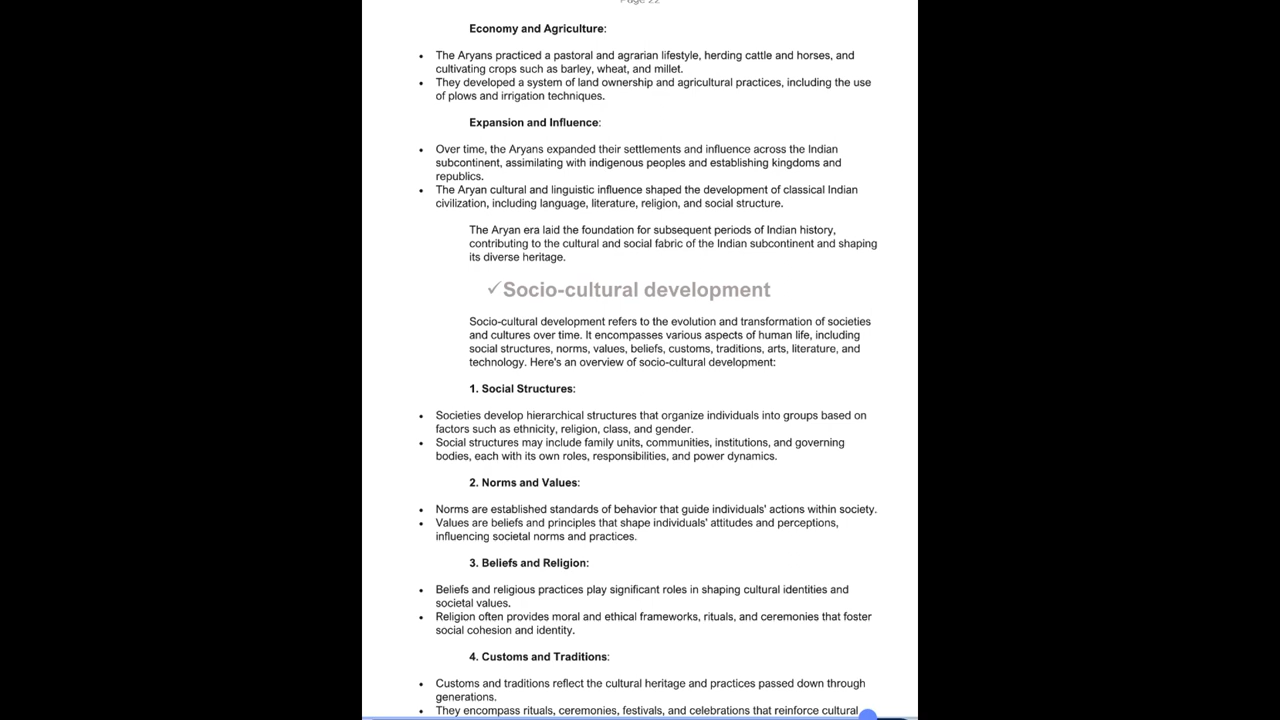 Page 22
Economy and Agriculture:
• The Aryans practiced a pastoral and agrarian lifestyle, herding cattle and horses, and
cultivating crops such as barley, wheat, and millet.
• They developed a system of land ownership and agricultural practices, including the use
of plows and irrigation techniques.
Expansion and Influence:
• Over time, the Aryans expanded their settlements and influence across the Indian
subcontinent, assimilating with indigenous peoples and establishing kingdoms and
republics.
• The Aryan cultural and linguistic influence shaped the development of classical Indian
civilization, including language, literature, religion, and social structure.
The Aryan era laid the foundation for subsequent periods of Indian history,
contributing to the cultural and social fabric of the Indian subcontinent and shaping
its diverse heritage.
✓Socio-cultural development
Socio-cultural development refers to the evolution and transformation of societies
and cultures over time. It encompasses various aspects of human life, including
social structures, norms, values, beliefs, customs, traditions, arts, literature, and
technology. Here's an overview of socio-cultural development:
1. Social Structures:
• Societies develop hierarchical structures that organize individuals into groups based on
factors such as ethnicity, religion, class, and gender.
• Social structures may include family units, communities, institutions, and governing
bodies, each with its own roles, responsibilities, and power dynamics.
2. Norms and Values:
• Norms are established standards of behavior that guide individuals' actions within society.
• Values are beliefs and principles that shape individuals' attitudes and perceptions,
influencing societal norms and practices.
3. Beliefs and Religion:
• Beliefs and religious practices play significant roles in shaping cultural identities and
societal values.
• Religion often provides moral and ethical frameworks, rituals, and ceremonies that foster
social cohesion and identity.
4. Customs and Traditions:
• Customs and traditions reflect the cultural heritage and practices passed down through
generations.
• They encompass rituals, ceremonies, festivals, and celebrations that reinforce cultural